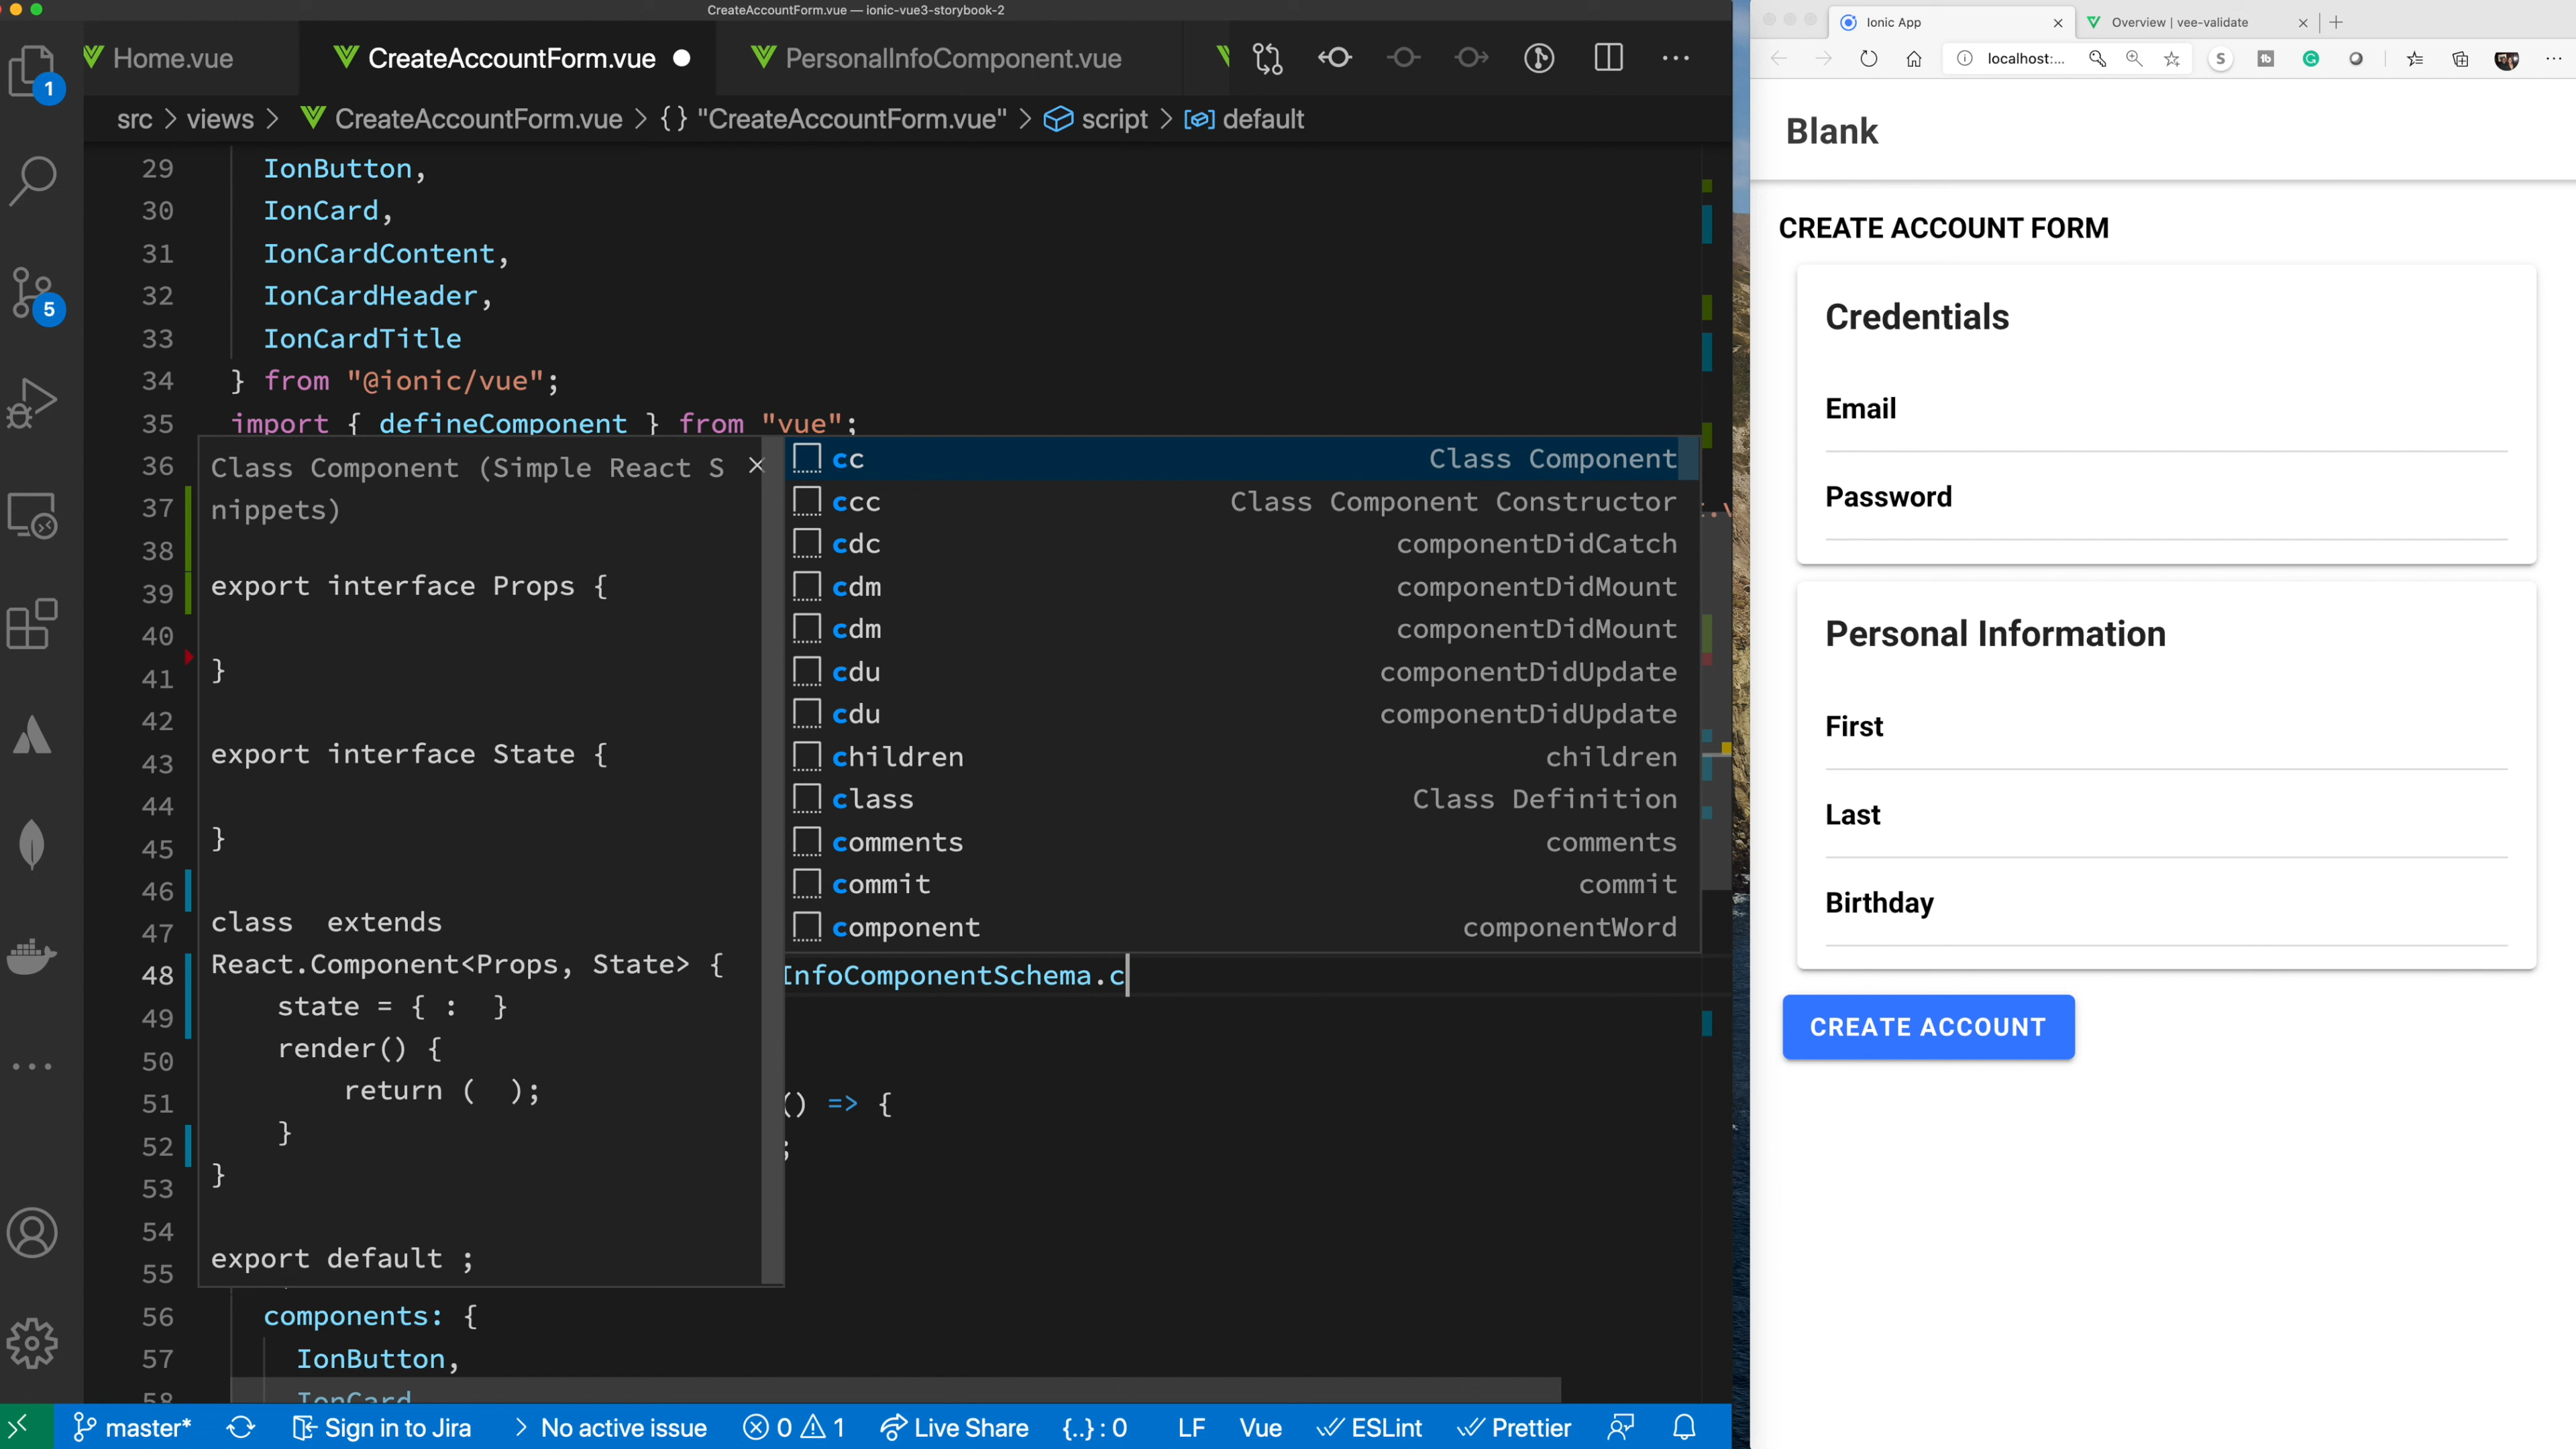 CreateAccountForm.vue — ionic-vue3-storybook-2
Home.vue
CreateAccountForm.vue
PersonalInfoComponent.vue
src > views > CreateAccountForm.vue > {} "CreateAccountForm.vue" > script > default
1
5
29 IonButton,
30 IonCard,
31 IonCardContent,
32 IonCardHeader,
33 IonCardTitle
34 } from "@ionic/vue";
35 import { defineComponent } from "vue";
36
37
38
39
40
41
42
43
44
45
46
47
48 InfoComponentSchema.c
49
50
51 () => {
52 ;
53
54
55
56 components: {
57 IonButton,
58 IonCard
Class Component (Simple React S
nippets)
export interface Props {
}
export interface State {
}
class extends
React.Component<Props, State> {
state = { : }
render() {
return ( );
}
}
export default ;
cc Class Component
ccc Class Component Constructor
cdc componentDidCatch
cdm componentDidMount
cdm componentDidMount
cdu componentDidUpdate
cdu componentDidUpdate
children children
class Class Definition
comments comments
commit commit
component componentWord
master* Sign in to Jira No active issue 0 1 Live Share {..} : 0 LF Vue ESLint Prettier
Ionic App
Overview | vee-validate
localhost:...
Blank
CREATE ACCOUNT FORM
Credentials
Email
Password
Personal Information
First
Last
Birthday
CREATE ACCOUNT